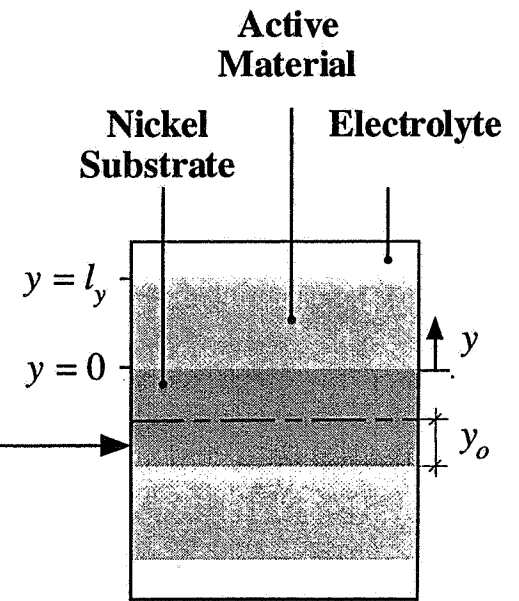 Active
Material
Nickel
Substrate
Electrolyte
y = l_y
y = 0
y
y_o